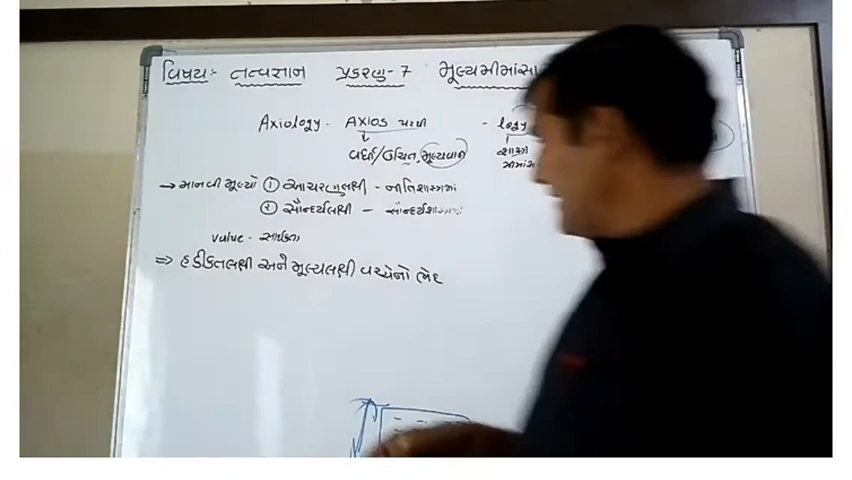 વિષય:- તત્વજ્ઞાન પ્રકરણ-7 મૂલ્યમીમાંસા
Axiology. AXIOS પરથી - logy
વર્ધી/ઉચિત, મૂલ્યવાન શાસ્ત્ર
→ માનવી મૂલ્યો ① આચરણલક્ષી - નીતિશાસ્ત્રમાં
② સૌન્દર્યલક્ષી - સૌન્દર્યશાસ્ત્રમાં
value - સાર્થકતા
⇒ હકીકતલક્ષી અને મૂલ્યલક્ષી વચ્ચેનો ભેદ